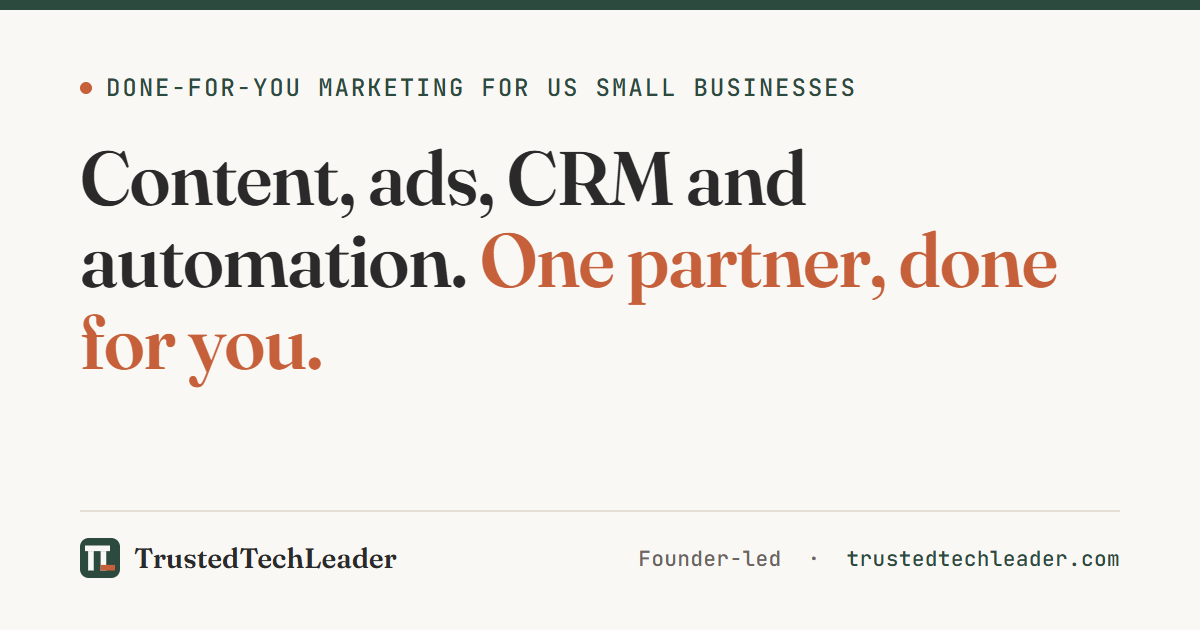 DONE-FOR-YOU MARKETING FOR US SMALL BUSINESSES
Content, ads, CRM and
automation. One partner, done
for you.
TL TrustedTechLeader
Founder-led · trustedtechleader.com